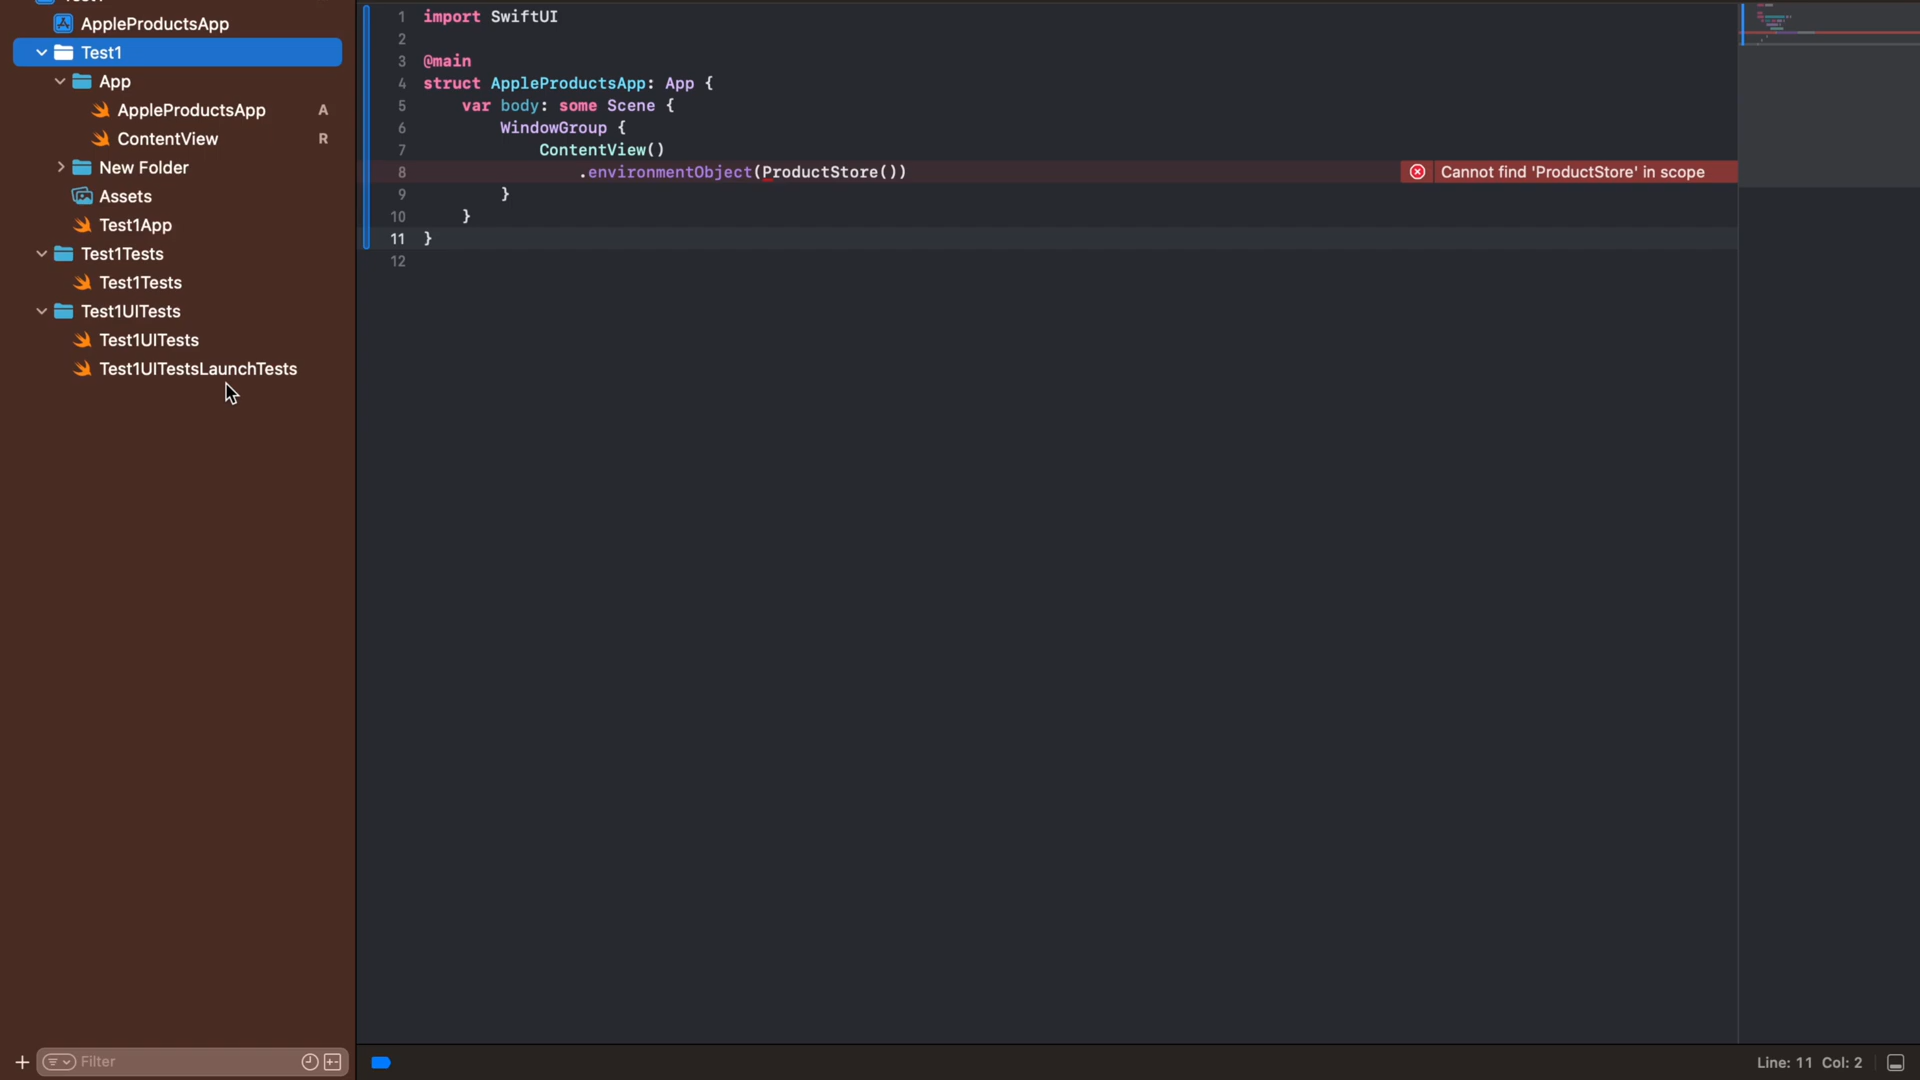 AppleProductsApp
Test1
App
AppleProductsApp A
ContentView R
New Folder
Assets
Test1App
Test1Tests
Test1Tests
Test1UITests
Test1UITests
Test1UITestsLaunchTests
Filter
1 import SwiftUI
2
3 @main
4 struct AppleProductsApp: App {
5 var body: some Scene {
6 WindowGroup {
7 ContentView()
8 .environmentObject(ProductStore()) Cannot find 'ProductStore' in scope
9 }
10 }
11 }
12
Line: 11 Col: 2